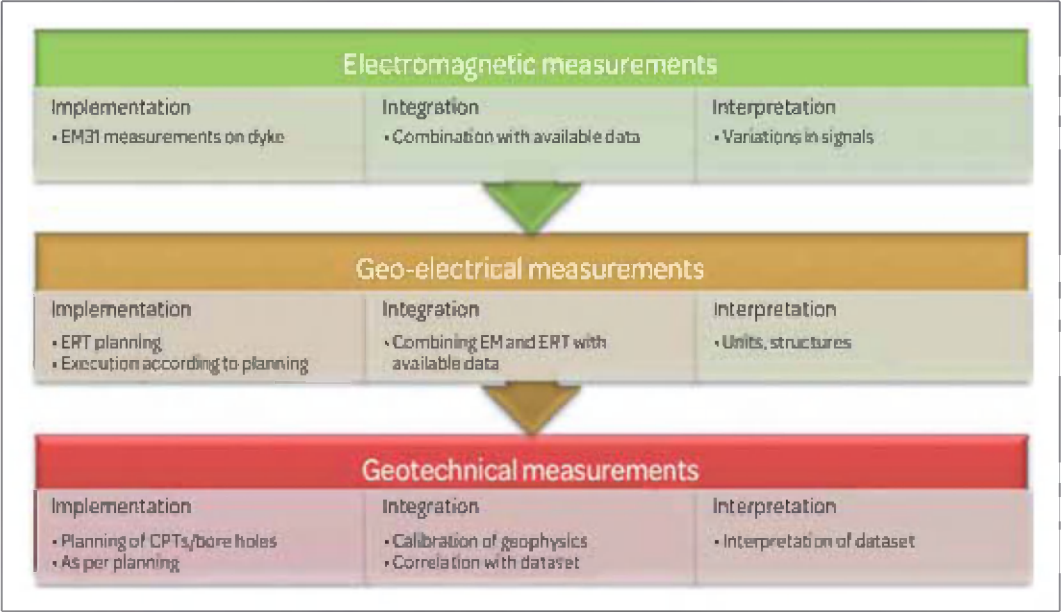 Electromagnetic measurements
Implementation
• EM31 measurements on dyke
Integration
• Combination with available data
Interpretation
• Variations in signals
Geo-electrical measurements
Implementation
• ERT planning
• Execution according to planning
Integration
• Combining EM and ERT with
available data
Interpretation
• Units, structures
Geotechnical measurements
Implementation
• Planning of CPTs/bore holes
• As per planning
Integration
• Calibration of geophysics
• Correlation with dataset
Interpretation
• Interpretation of dataset